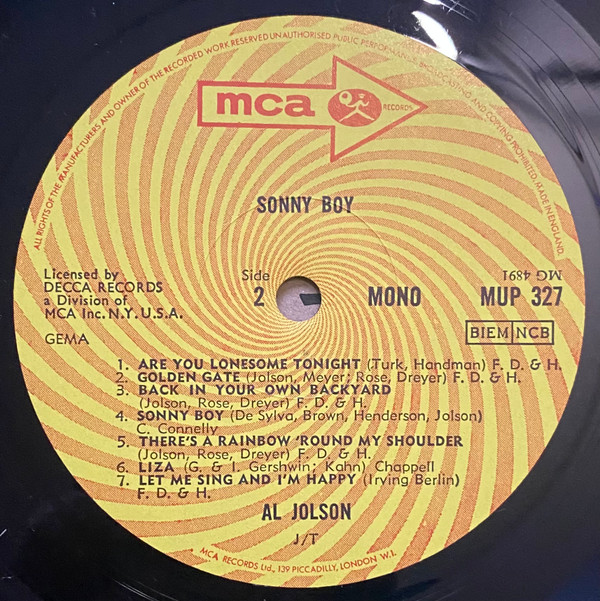 ALL RIGHTS OF THE MANUFACTURERS AND OWNER OF THE RECORDED WORK RESERVED UNAUTHORISED PUBLIC PERFORMANCE, BROADCASTING AND COPYING PROHIBITED, MADE IN ENGLAND.
mca RECORDS
SONNY BOY
Licensed by
DECCA RECORDS
a Division of
MCA Inc. N.Y. U.S.A.
GEMA
Side
2
MONO
MG 4891
MUP 327
BIEM NCB
1. ARE YOU LONESOME TONIGHT (Turk, Handman) F. D. & H.
2. GOLDEN GATE (Jolson, Meyer; Rose, Dreyer) F. D. & H.
3. BACK IN YOUR OWN BACKYARD
(Jolson, Rose, Dreyer) F. D. & H.
4. SONNY BOY (De Sylva, Brown, Henderson, Jolson)
C. Connelly
5. THERE'S A RAINBOW 'ROUND MY SHOULDER
(Jolson, Rose, Dreyer) F. D. & H.
6. LIZA (G. & I. Gershwin; Kahn) Chappell
7. LET ME SING AND I'M HAPPY (Irving Berlin)
F. D. & H.
AL JOLSON
J/T
MCA RECORDS Ltd., 139 PICCADILLY, LONDON W.1.